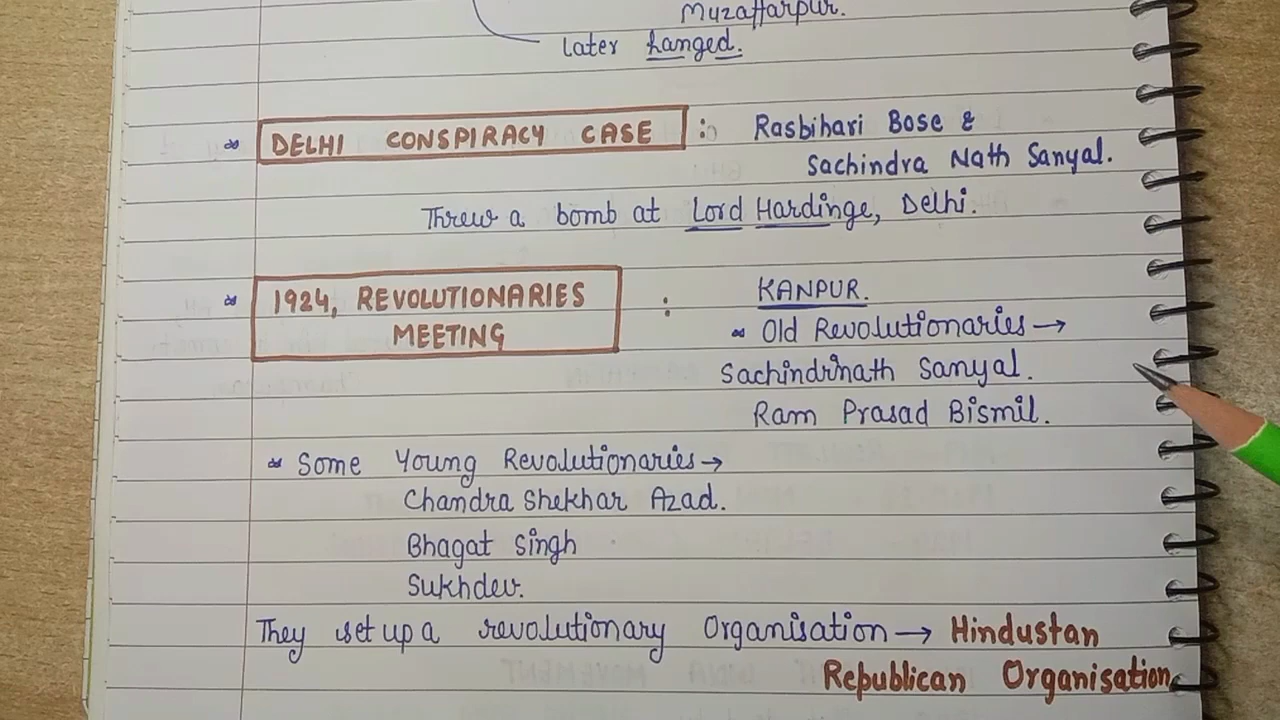 Muzaffarpur.
Later hanged.
DELHI CONSPIRACY CASE : Rasbihari Bose &
Sachindra Nath Sanyal.
Threw a bomb at Lord Hardinge, Delhi.
1924, REVOLUTIONARIES MEETING : KANPUR.
Old Revolutionaries →
Sachindrnath Sanyal.
Ram Prasad Bismil.
Some Young Revolutionaries →
Chandra Shekhar Azad.
Bhagat Singh
Sukhdev.
They set up a revolutionary Organisation → Hindustan
Republican Organisation